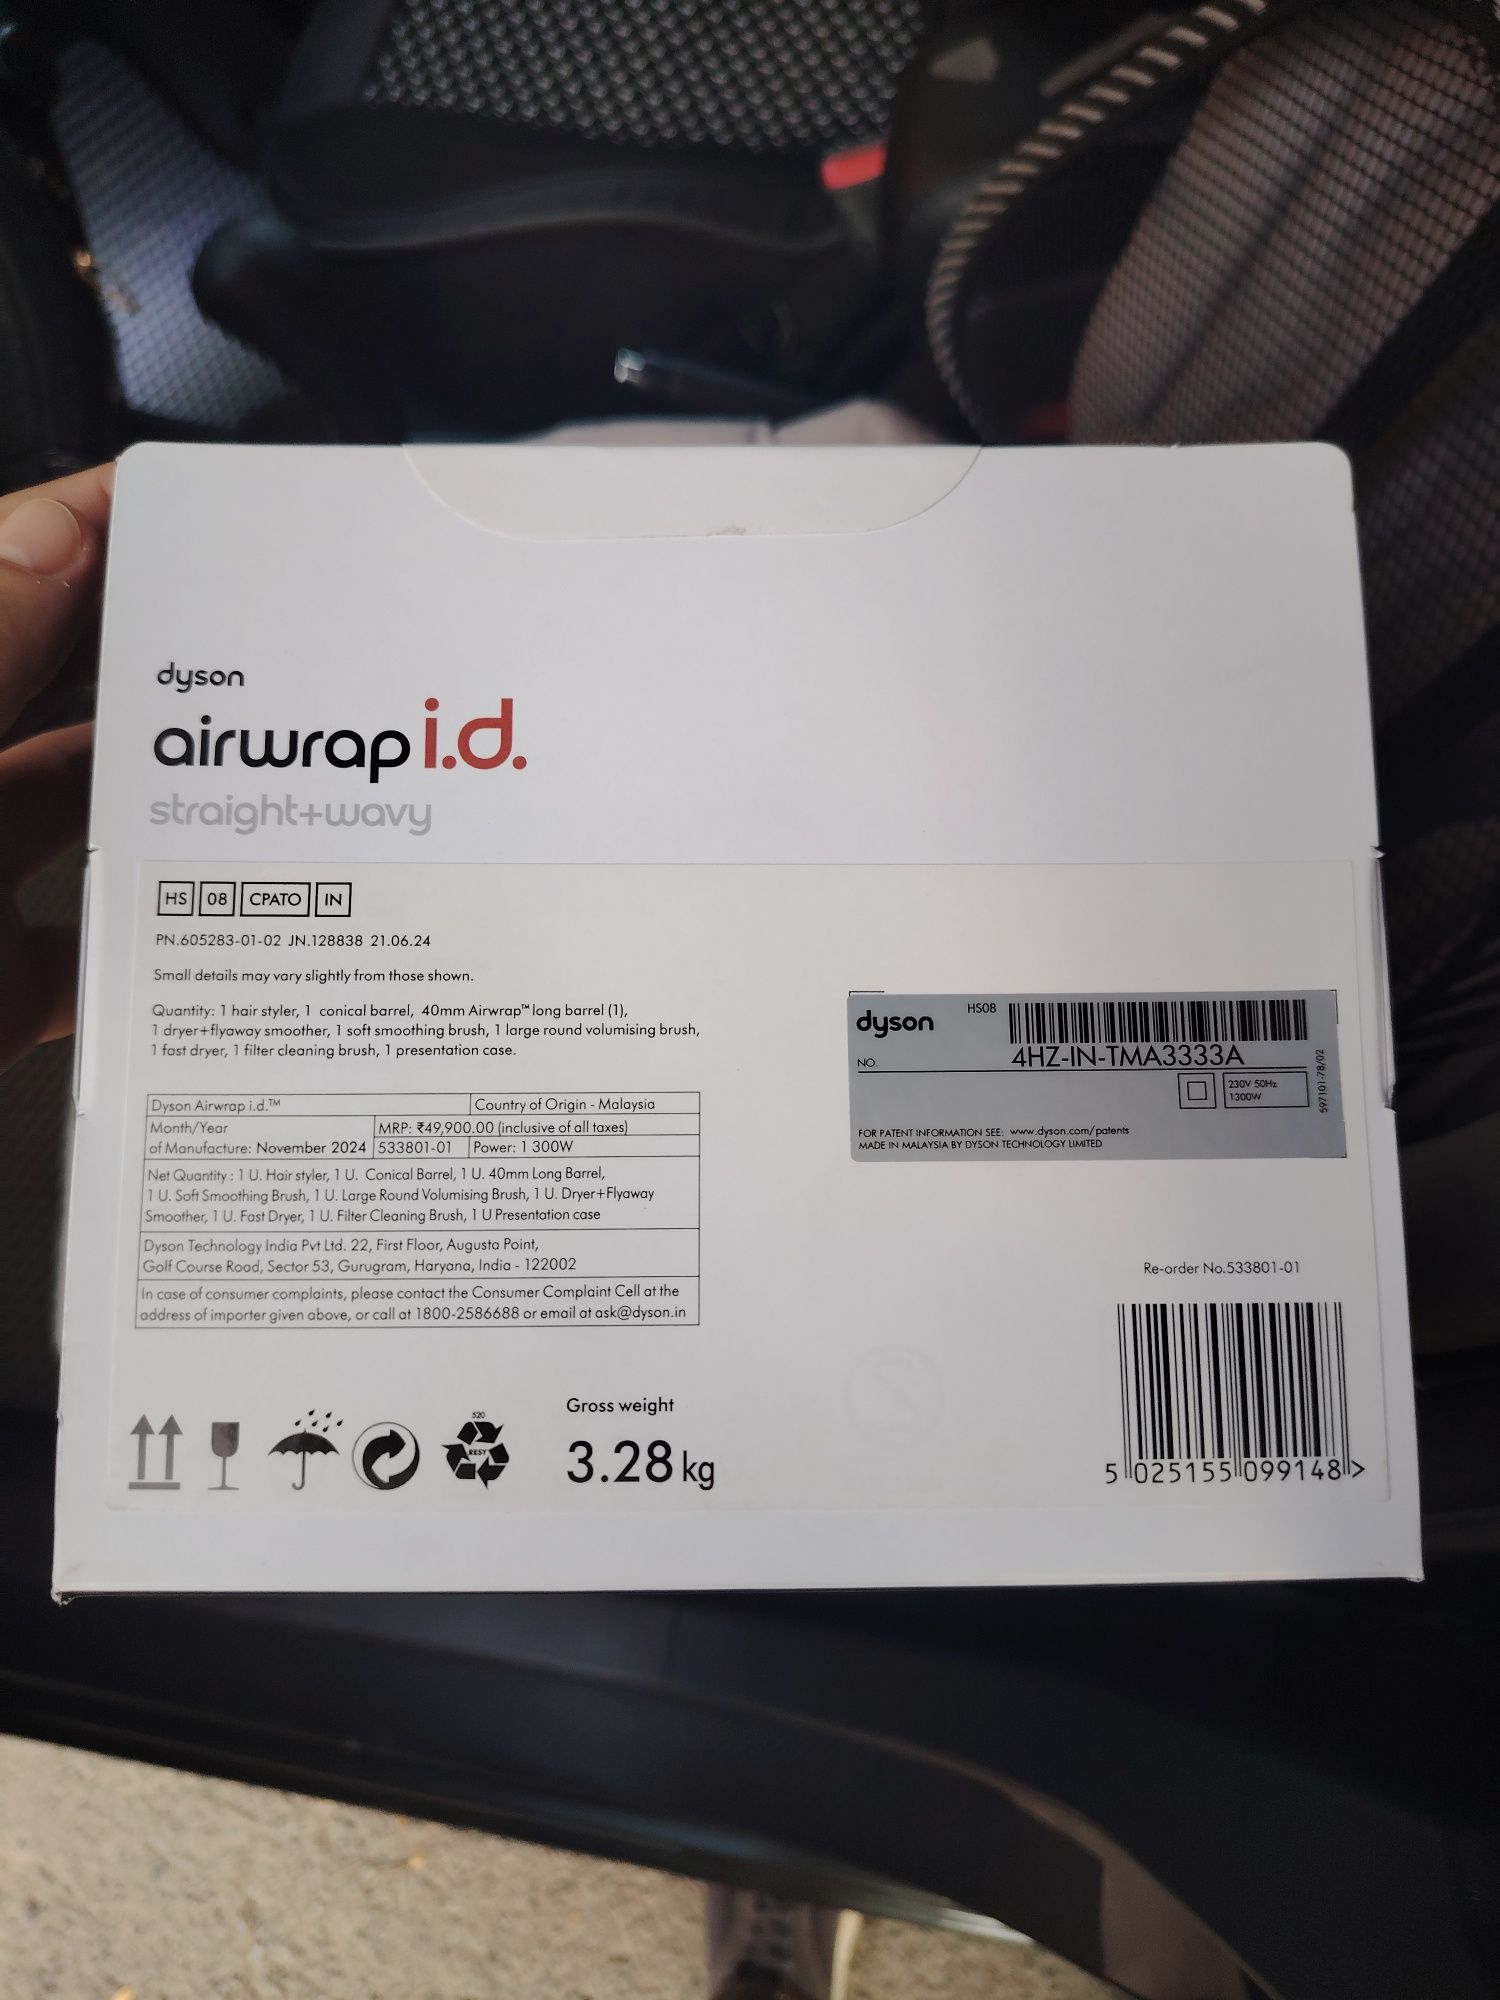 dyson
airwrap i.d.
straight+wavy
HS 08 CPATO IN
PN.605283-01-02 JN.128838 21.06.24
Small details may vary slightly from those shown.
Quantity: 1 hair styler, 1 conical barrel, 40mm Airwrap™ long barrel (1),
1 dryer+flyaway smoother, 1 soft smoothing brush, 1 large round volumising brush,
1 fast dryer, 1 filter cleaning brush, 1 presentation case.
Dyson Airwrap i.d.™ Country of Origin - Malaysia
Month/Year MRP: ₹49,900.00 (inclusive of all taxes)
of Manufacture: November 2024 533801-01 Power: 1300W
Net Quantity : 1 U. Hair styler, 1 U. Conical Barrel, 1 U. 40mm Long Barrel,
1 U. Soft Smoothing Brush, 1 U. Large Round Volumising Brush, 1 U. Dryer+Flyaway
Smoother, 1 U. Fast Dryer, 1 U. Filter Cleaning Brush, 1 U Presentation case
Dyson Technology India Pvt Ltd. 22, First Floor, Augusta Point,
Golf Course Road, Sector 53, Gurugram, Haryana, India - 122002
In case of consumer complaints, please contact the Consumer Complaint Cell at the
address of importer given above, or call at 1800-2586688 or email at ask@dyson.in
520
RESY
Gross weight
3.28 kg
dyson HS08
NO. 4HZ-IN-TMA3333A
230V 50Hz
1300W
597101-78/02
FOR PATENT INFORMATION SEE: www.dyson.com/patents
MADE IN MALAYSIA BY DYSON TECHNOLOGY LIMITED
Re-order No.533801-01
5 025155 099148 >